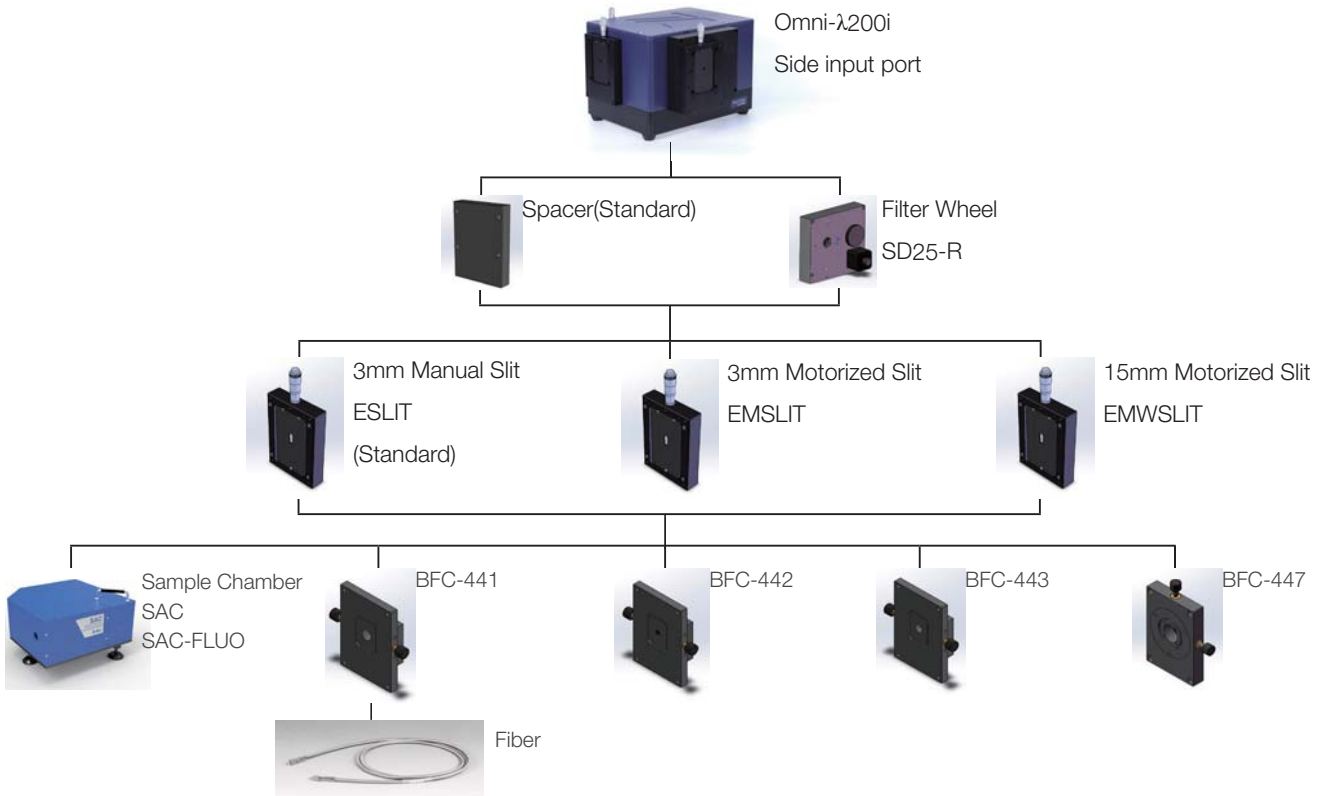 Omni-λ200i
Side input port
Spacer(Standard)
Filter Wheel
SD25-R
3mm Manual Slit
ESLIT
(Standard)
3mm Motorized Slit
EMSLIT
15mm Motorized Slit
EMWSLIT
Sample Chamber
SAC
SAC-FLUO
BFC-441
BFC-442
BFC-443
BFC-447
SAC
Fiber